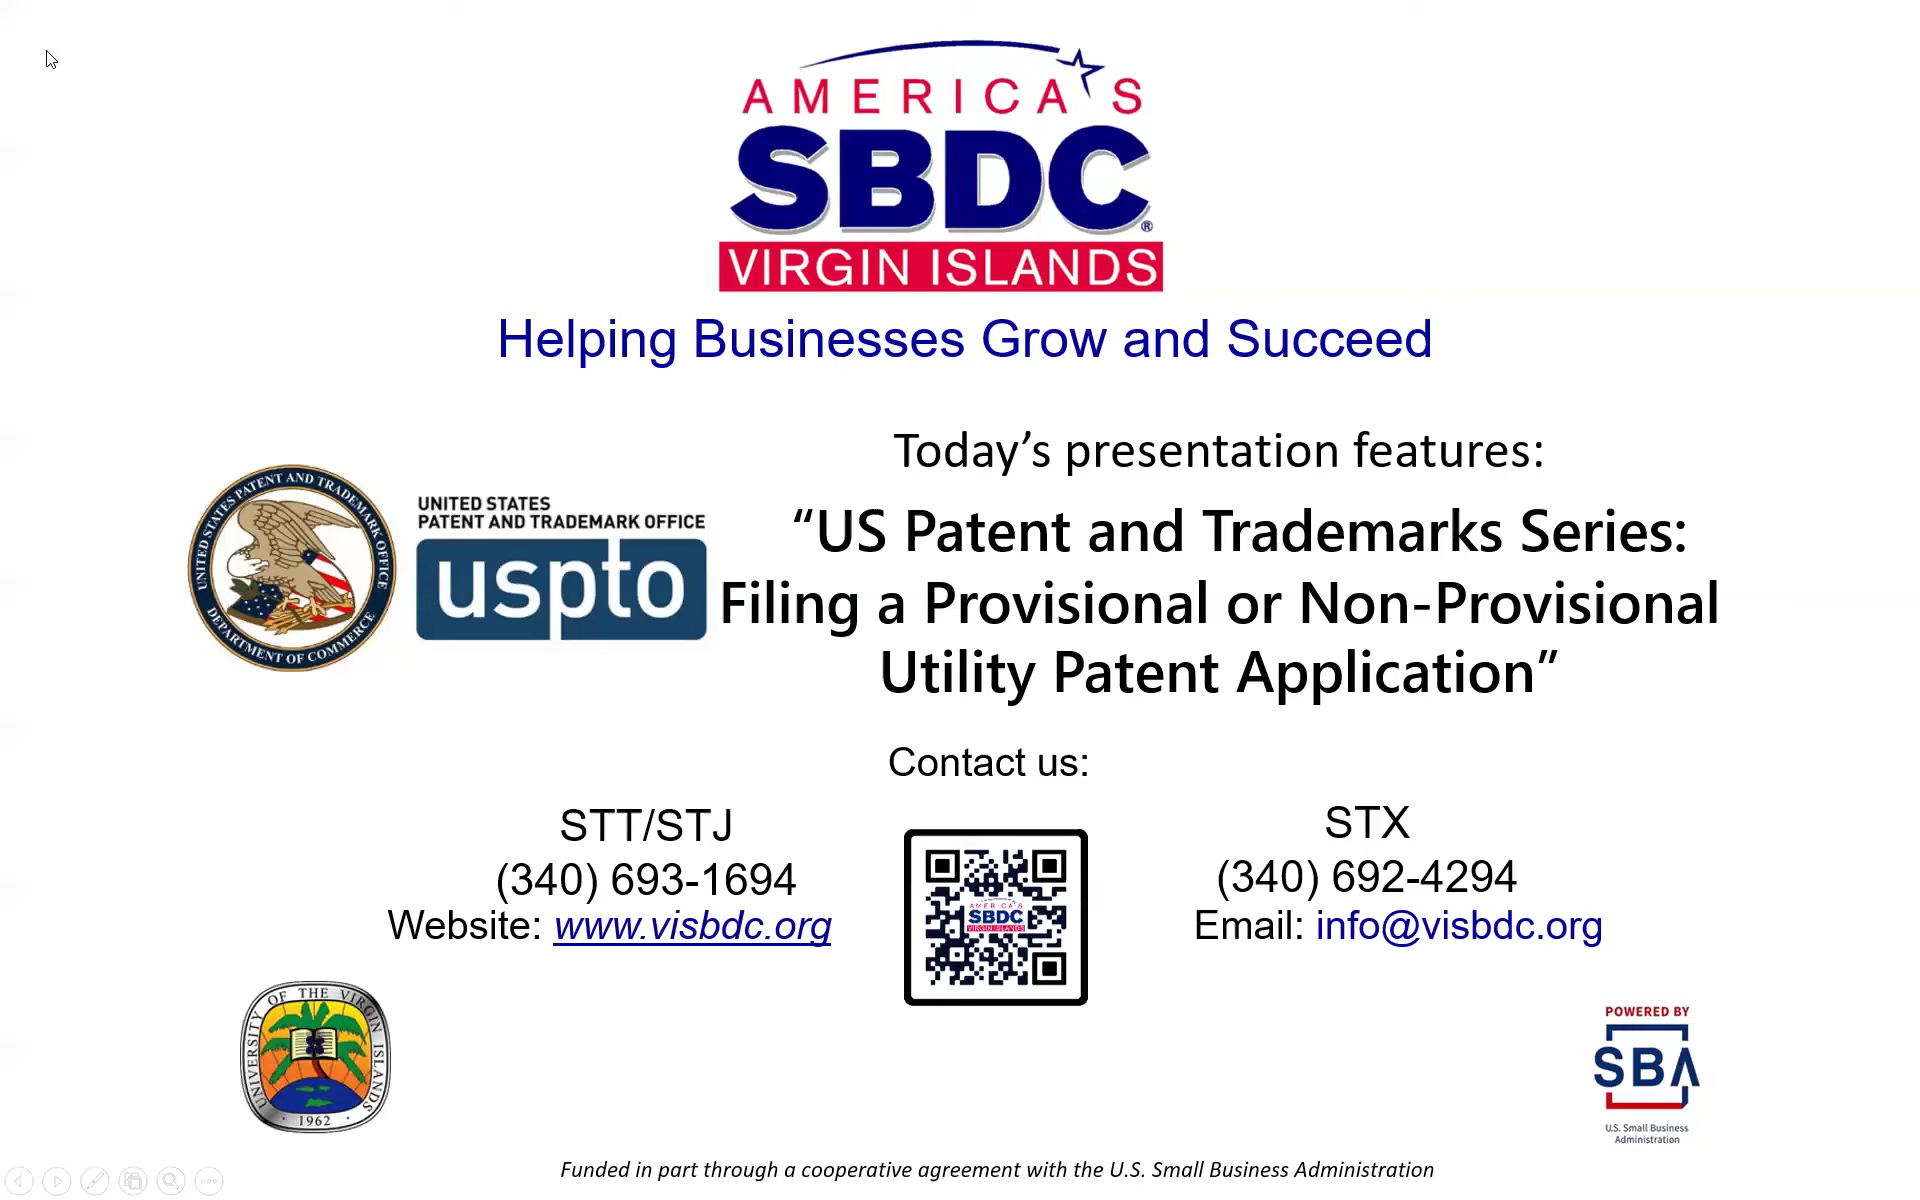 AMERICA'S
SBDC®
VIRGIN ISLANDS
Helping Businesses Grow and Succeed
Today’s presentation features:
“US Patent and Trademarks Series:
Filing a Provisional or Non-Provisional
Utility Patent Application”
UNITED STATES PATENT AND TRADEMARK OFFICE
DEPARTMENT OF COMMERCE
UNITED STATES
PATENT AND TRADEMARK OFFICE
uspto
Contact us:
STT/STJ
(340) 693-1694
Website: www.visbdc.org
AMERICA'S
SBDC
VIRGIN ISLANDS
STX
(340) 692-4294
Email: info@visbdc.org
UNIVERSITY OF THE VIRGIN ISLANDS
· 1962 ·
POWERED BY
SBA
U.S. Small Business
Administration
Funded in part through a cooperative agreement with the U.S. Small Business Administration